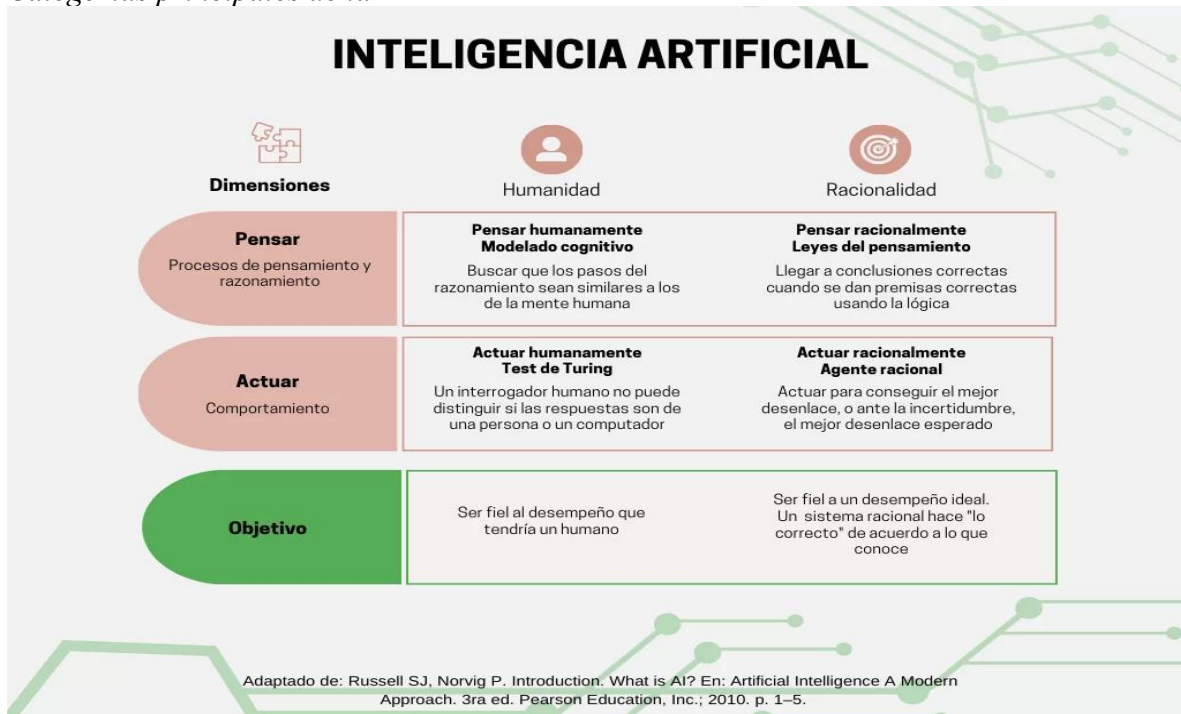 INTELIGENCIA ARTIFICIAL
Dimensiones
Humanidad
Racionalidad
Pensar
Procesos de pensamiento y
razonamiento
Pensar humanamente
Modelado cognitivo
Buscar que los pasos del
razonamiento sean similares a los
de la mente humana
Pensar racionalmente
Leyes del pensamiento
Llegar a conclusiones correctas
cuando se dan premisas correctas
usando la lógica
Actuar
Comportamiento
Actuar humanamente
Test de Turing
Un interrogador humano no puede
distinguir si las respuestas son de
una persona o un computador
Actuar racionalmente
Agente racional
Actuar para conseguir el mejor
desenlace, o ante la incertidumbre,
el mejor desenlace esperado
Objetivo
Ser fiel al desempeño que
tendría un humano
Ser fiel a un desempeño ideal.
Un sistema racional hace "lo
correcto" de acuerdo a lo que
conoce
Adaptado de: Russell SJ, Norvig P. Introduction. What is AI? En: Artificial Intelligence A Modern
Approach. 3ra ed. Pearson Education, Inc.; 2010. p. 1–5.